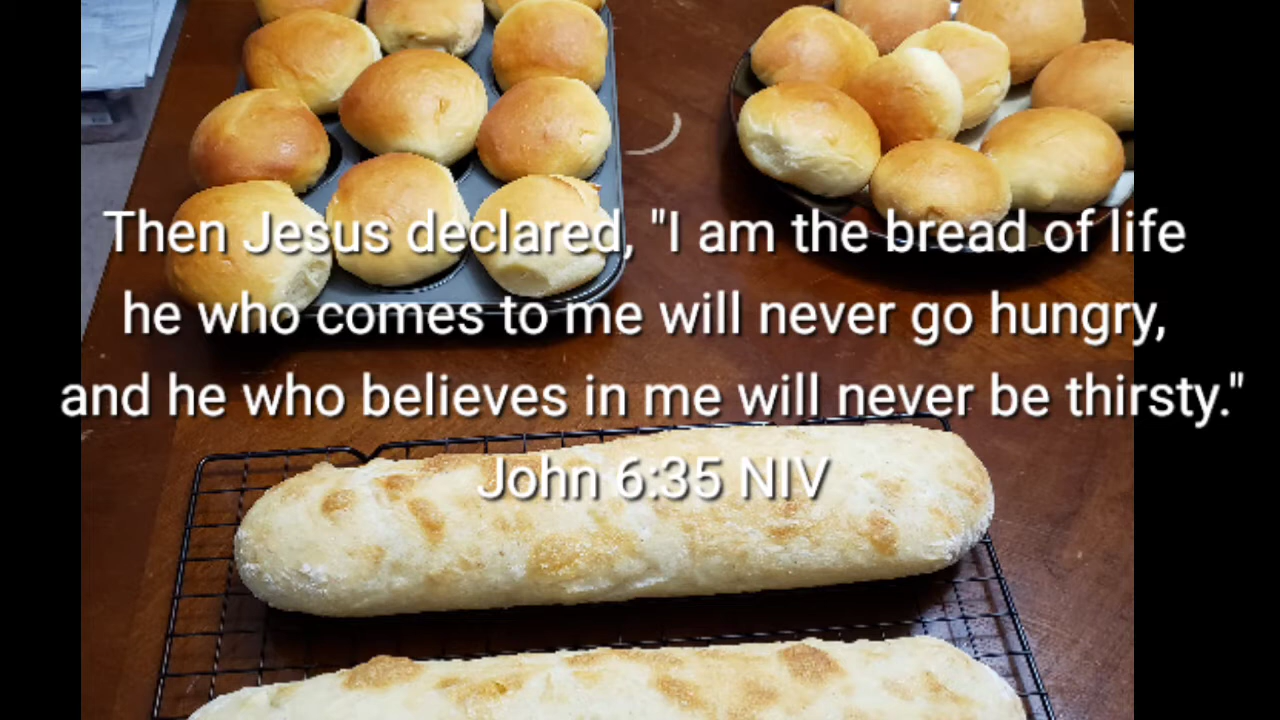 Then Jesus declared, "I am the bread of life
he who comes to me will never go hungry,
and he who believes in me will never be thirsty."
John 6:35 NIV